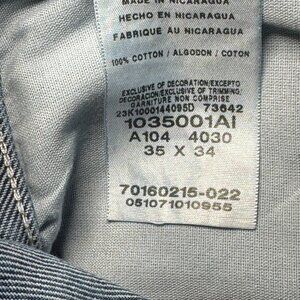 MADE IN NICARAGUA
HECHO EN NICARAGUA
FABRIQUE AU NICARAGUA
100% COTTON / ALGODON / COTON
EXCLUSIVE OF DECORATION/EXCEPTO
DECORACION/EXCLUSIVE OF TRIMMING/
GARNITURE NON COMPRISE
23K1000144095D 73642
1035001AI
A104 4030
35 X 34
70160215-022
051071010955